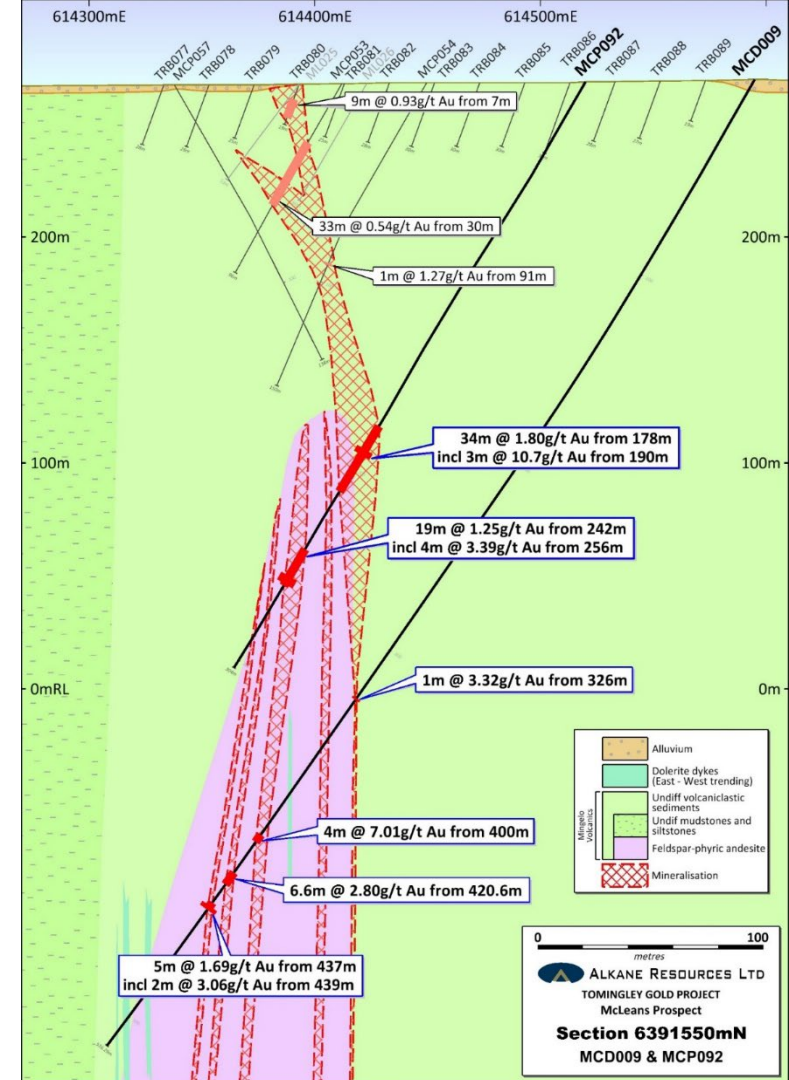 614300mE
614400mE
614500mE
TRB077
MCP057
TRB078
TRB079
TRB080
ML025
MCP053
TRB081
ML026
TRB082
MCP054
TRB083
TRB084
TRB085
TRB086
MCP092
TRB087
TRB088
TRB089
MCD009
9m @ 0.93g/t Au from 7m
33m @ 0.54g/t Au from 30m
200m
200m
1m @ 1.27g/t Au from 91m
34m @ 1.80g/t Au from 178m
incl 3m @ 10.7g/t Au from 190m
100m
100m
19m @ 1.25g/t Au from 242m
incl 4m @ 3.39g/t Au from 256m
1m @ 3.32g/t Au from 326m
0mRL
0m
4m @ 7.01g/t Au from 400m
6.6m @ 2.80g/t Au from 420.6m
5m @ 1.69g/t Au from 437m
incl 2m @ 3.06g/t Au from 439m
Alluvium
Dolerite dykes
(East - West trending)
Mingelo
Volcanics
Undiff volcaniclastic
sediments
Undif mudstones and
siltstones
Feldspar-phyric andesite
Mineralisation
0 100
metres
ALKANE RESOURCES LTD
TOMINGLEY GOLD PROJECT
McLeans Prospect
Section 6391550mN
MCD009 & MCP092